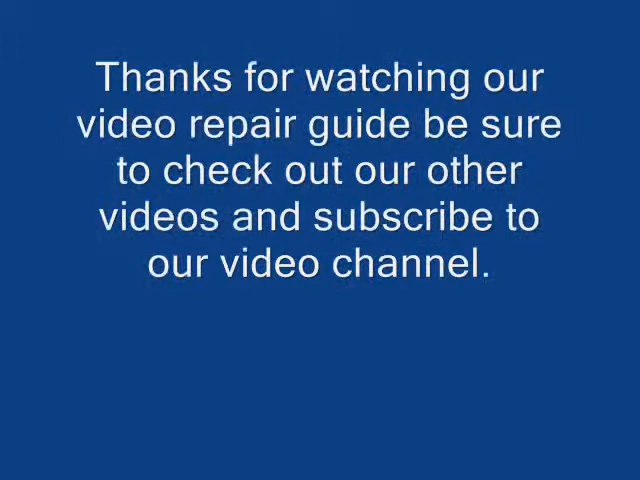 Thanks for watching our
video repair guide be sure
to check out our other
videos and subscribe to
our video channel.